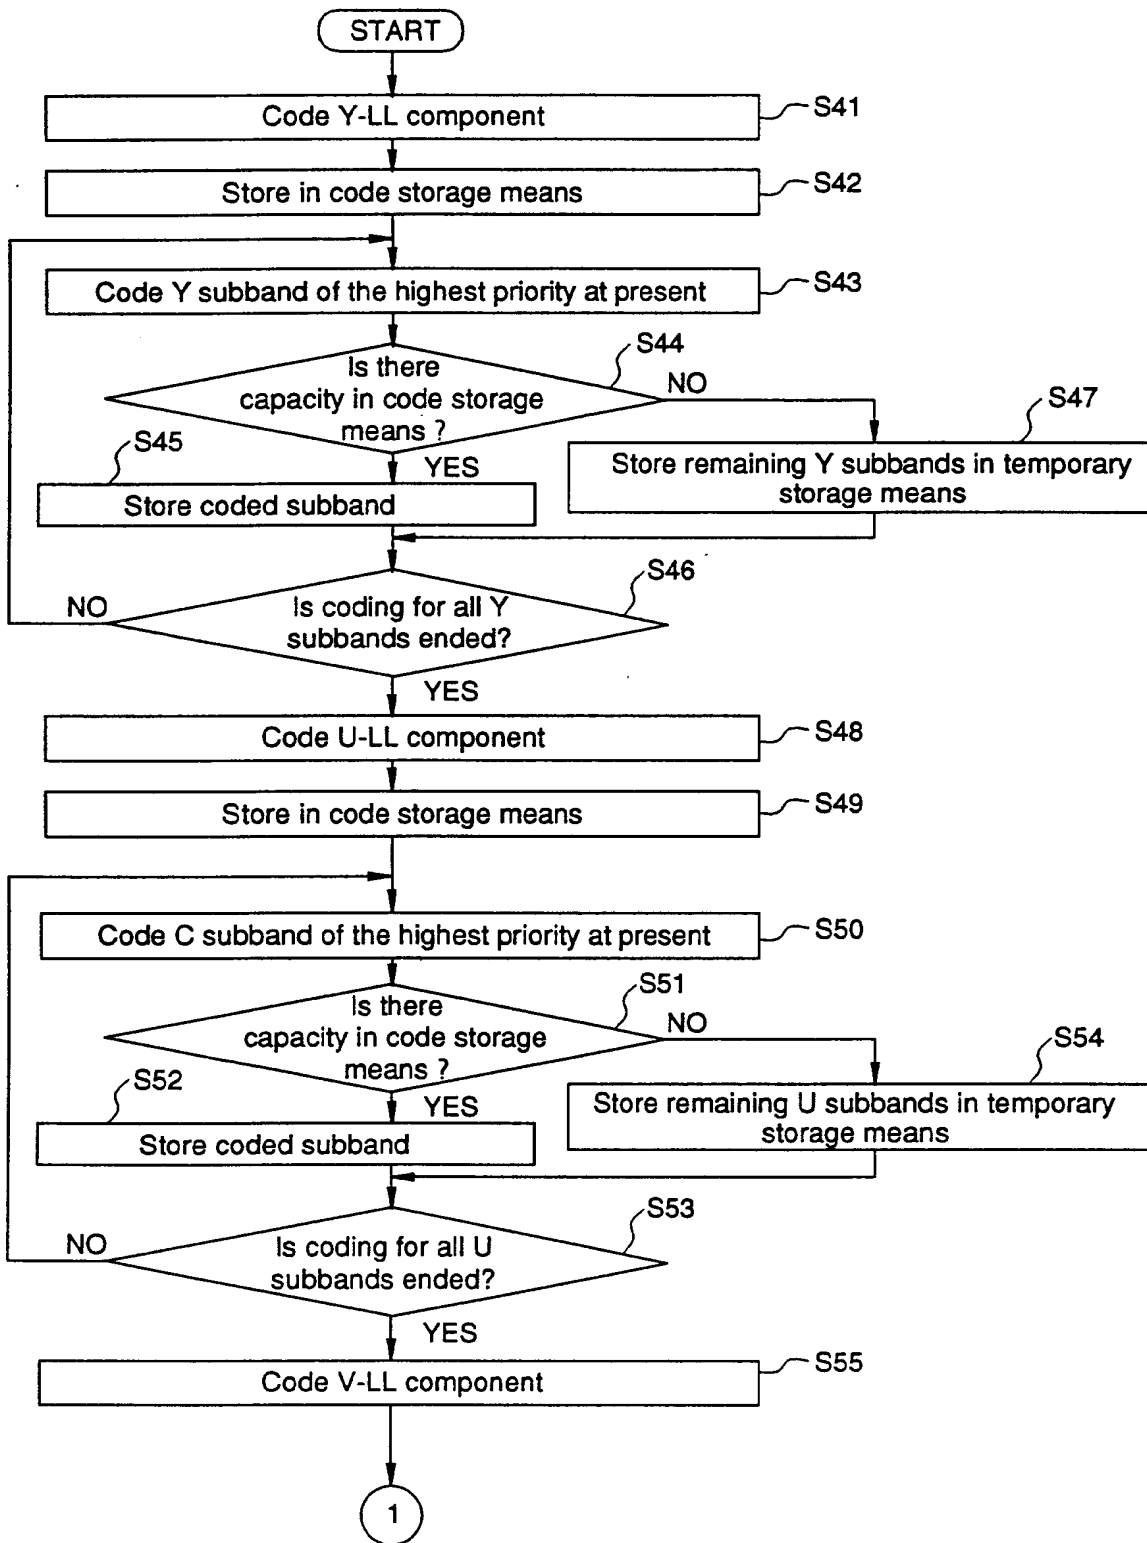 START
Code Y-LL component
S41
Store in code storage means
S42
Code Y subband of the highest priority at present
S43
Is there
capacity in code storage
means ?
S44
NO
YES
S45
Store coded subband
S47
Store remaining Y subbands in temporary
storage means
S46
Is coding for all Y
subbands ended?
NO
YES
Code U-LL component
S48
Store in code storage means
S49
Code C subband of the highest priority at present
S50
Is there
capacity in code storage
means ?
S51
NO
YES
S52
Store coded subband
S54
Store remaining U subbands in temporary
storage means
S53
Is coding for all U
subbands ended?
NO
YES
Code V-LL component
S55
1